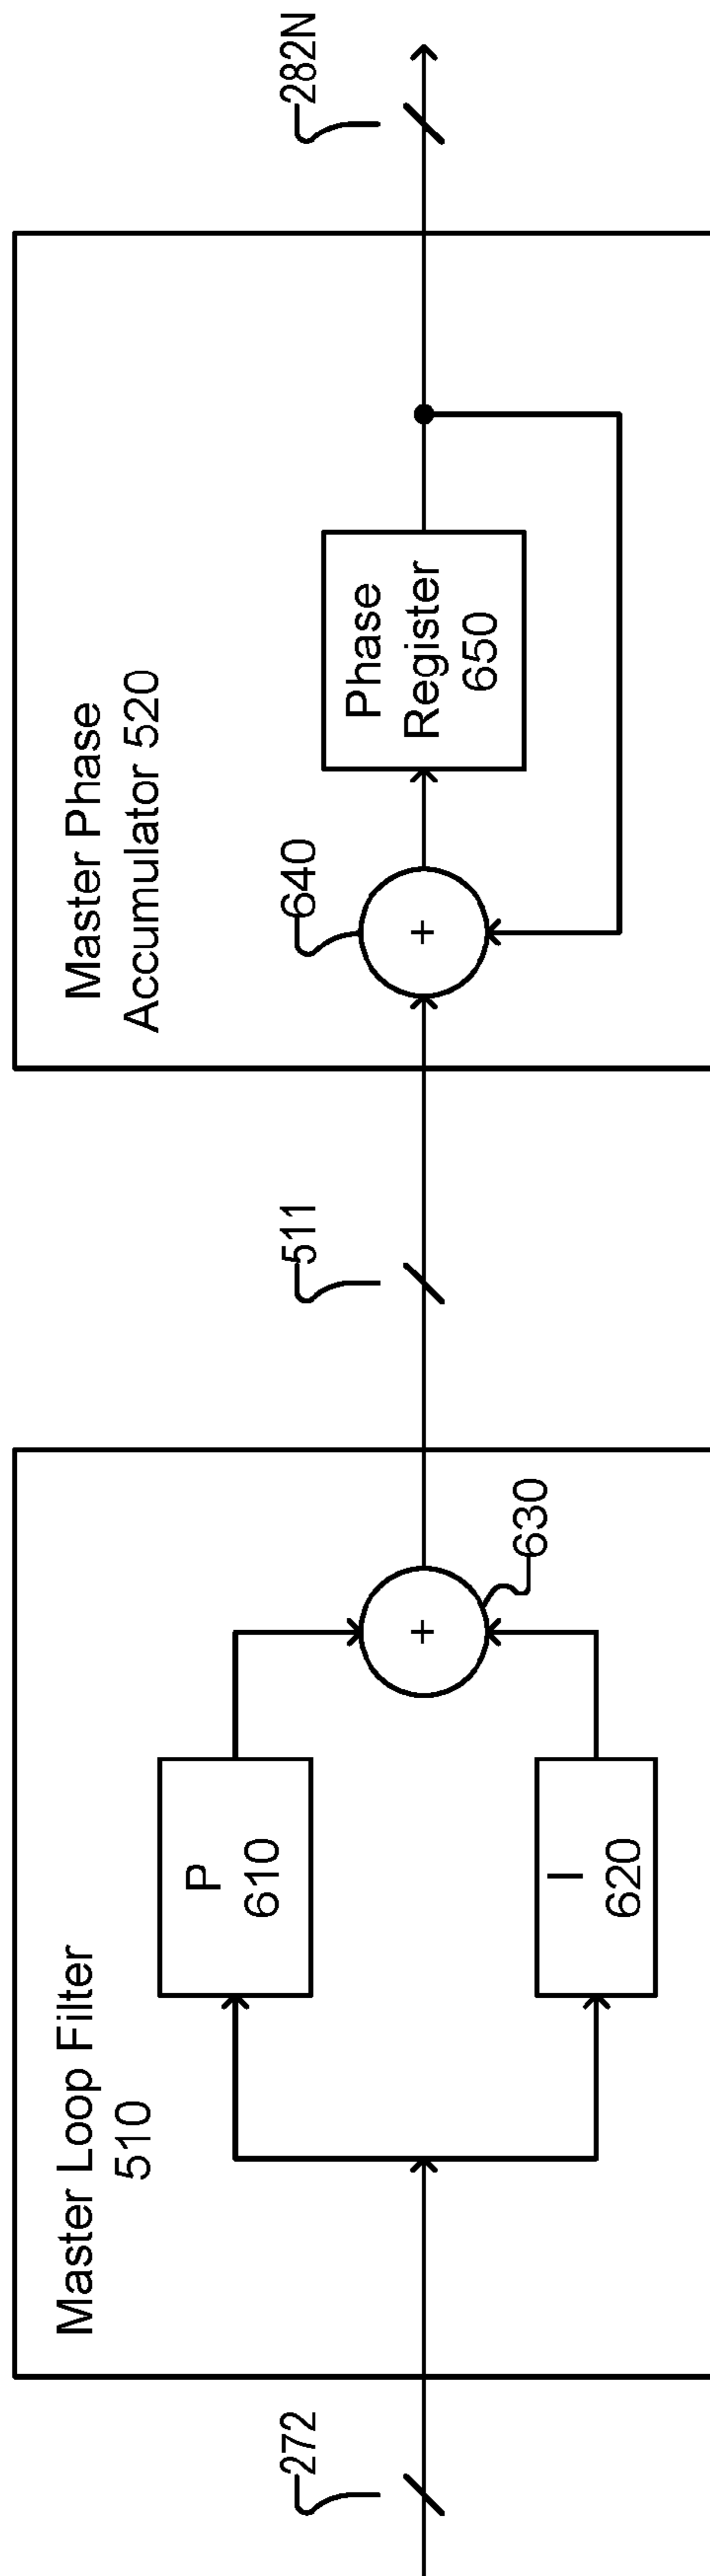 272
Master Loop Filter
510
P
610
I
620
+
630
511
Master Phase
Accumulator 520
640
+
Phase
Register
650
282N